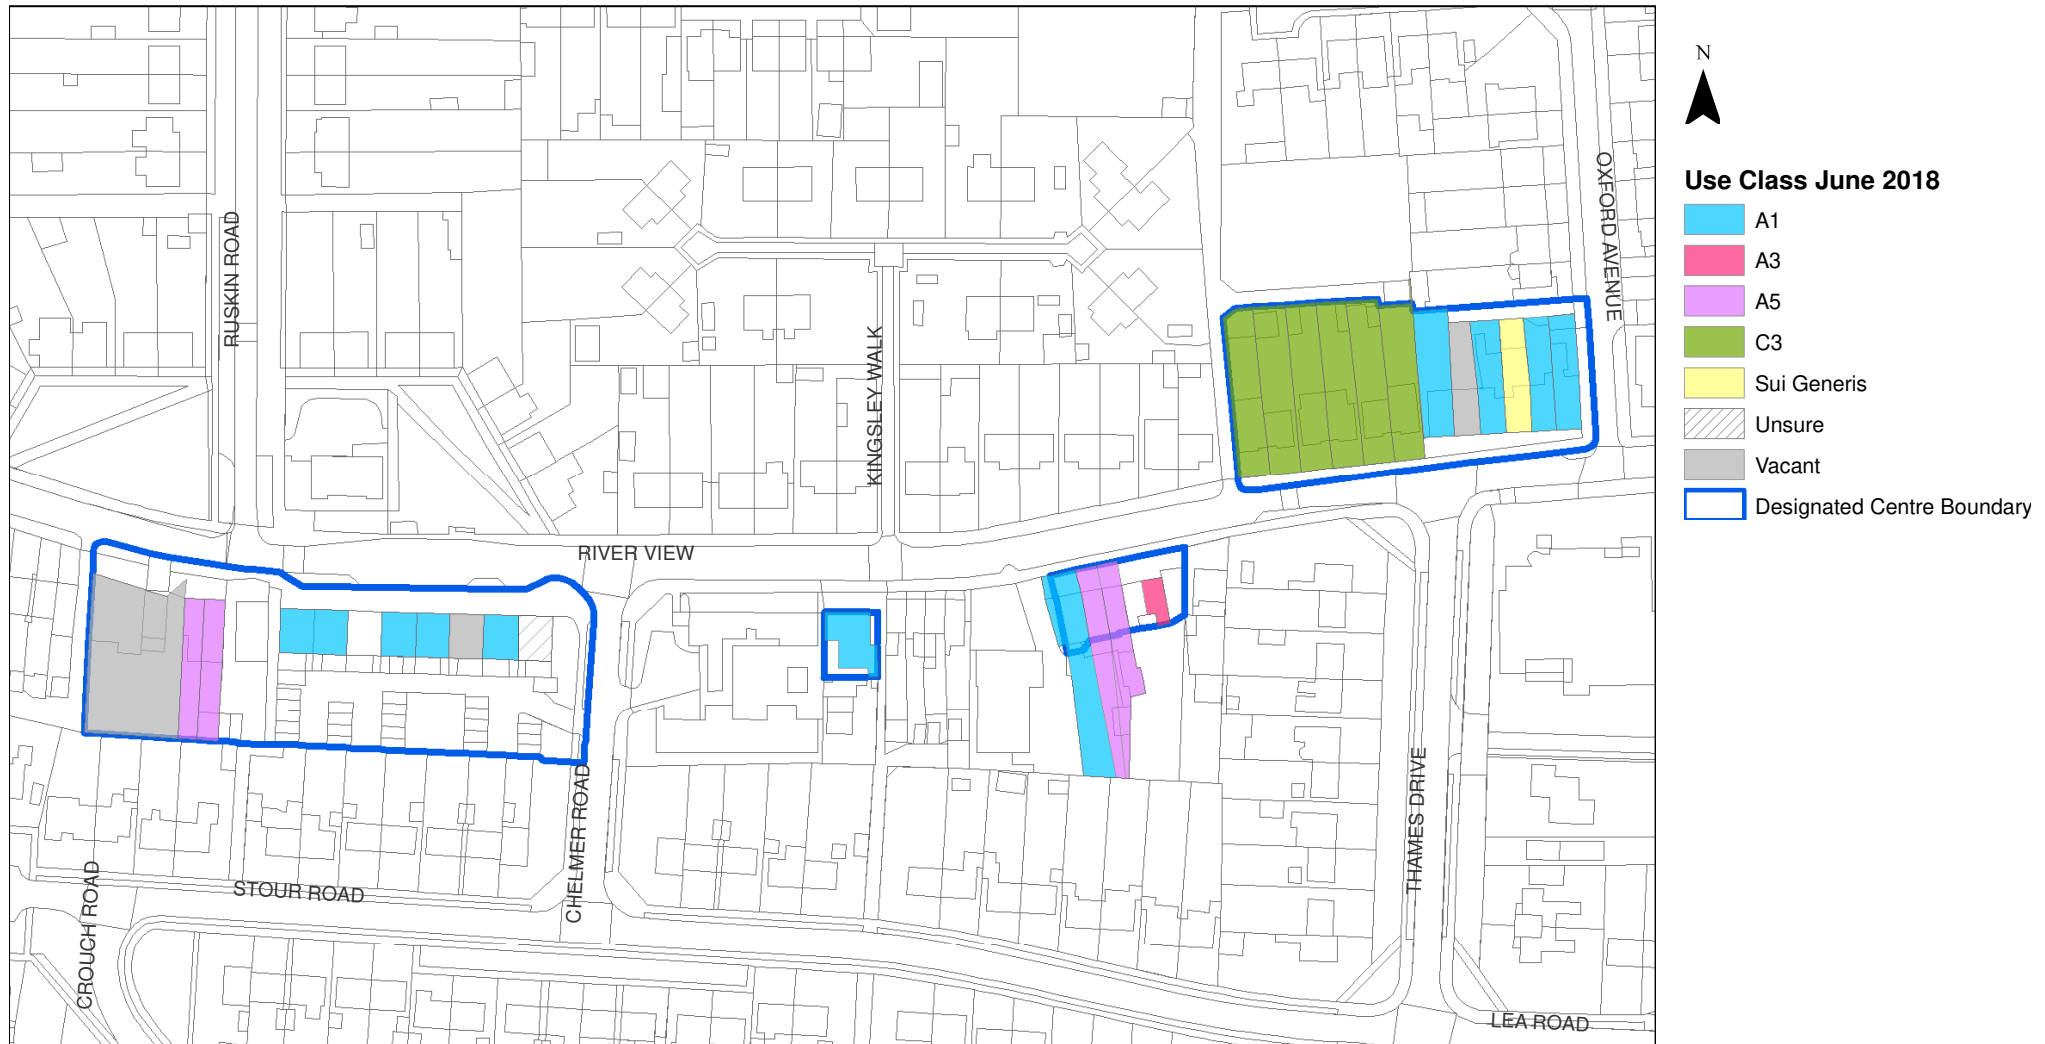 N
Use Class June 2018
A1
A3
A5
C3
Sui Generis
Unsure
Vacant
Designated Centre Boundary
OXFORD AVENUE
RUSKIN ROAD
KINGSLEY WALK
RIVER VIEW
THAMES DRIVE
CHELMER ROAD
STOUR ROAD
CROUCH ROAD
LEA ROAD